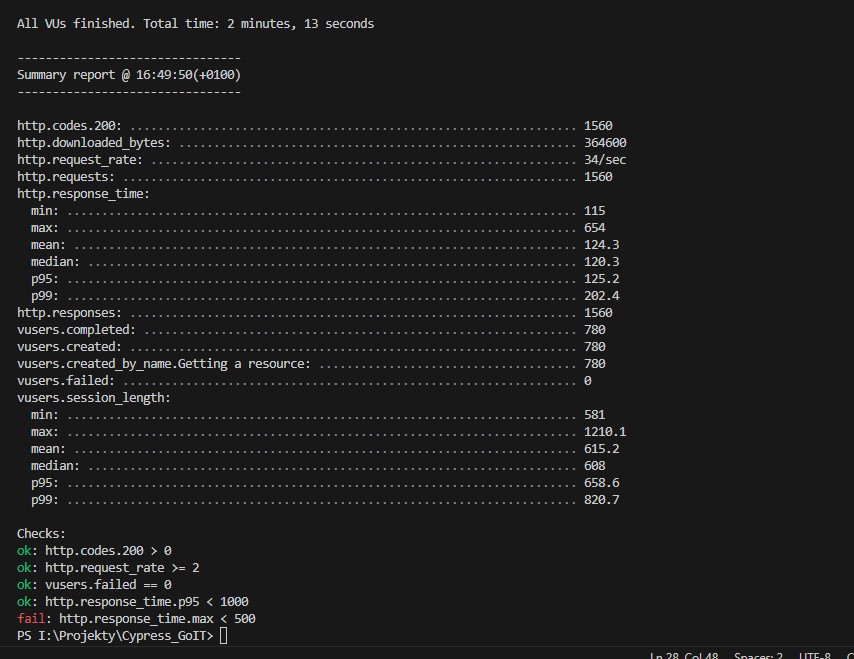 All VUs finished. Total time: 2 minutes, 13 seconds
--------------------------------
Summary report @ 16:49:50(+0100)
--------------------------------
http.codes.200: ................................................................ 1560
http.downloaded_bytes: ......................................................... 364600
http.request_rate: ............................................................. 34/sec
http.requests: ................................................................. 1560
http.response_time:
  min: ......................................................................... 115
  max: ......................................................................... 654
  mean: ........................................................................ 124.3
  median: ...................................................................... 120.3
  p95: ......................................................................... 125.2
  p99: ......................................................................... 202.4
http.responses: ................................................................ 1560
vusers.completed: .............................................................. 780
vusers.created: ................................................................ 780
vusers.created_by_name.Getting a resource: ..................................... 780
vusers.failed: ................................................................. 0
vusers.session_length:
  min: ......................................................................... 581
  max: ......................................................................... 1210.1
  mean: ........................................................................ 615.2
  median: ...................................................................... 608
  p95: ......................................................................... 658.6
  p99: ......................................................................... 820.7
Checks:
ok: http.codes.200 > 0
ok: http.request_rate >= 2
ok: vusers.failed == 0
ok: http.response_time.p95 < 1000
fail: http.response_time.max < 500
PS I:\Projekty\Cypress_GoIT>
Ln 28, Col 48 Spaces: 2 UTF-8